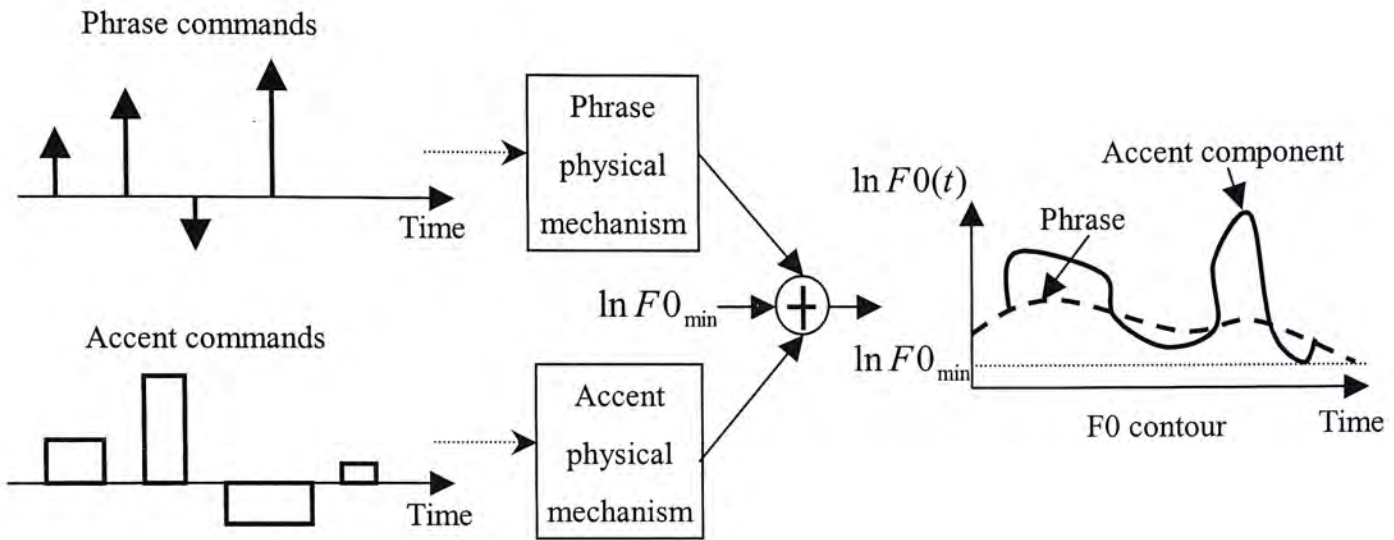 Phrase commands
Time
Phrase
physical
mechanism
ln F0min
Accent commands
Time
Accent
physical
mechanism
Accent component
ln F0(t)
Phrase
ln F0min
F0 contour
Time